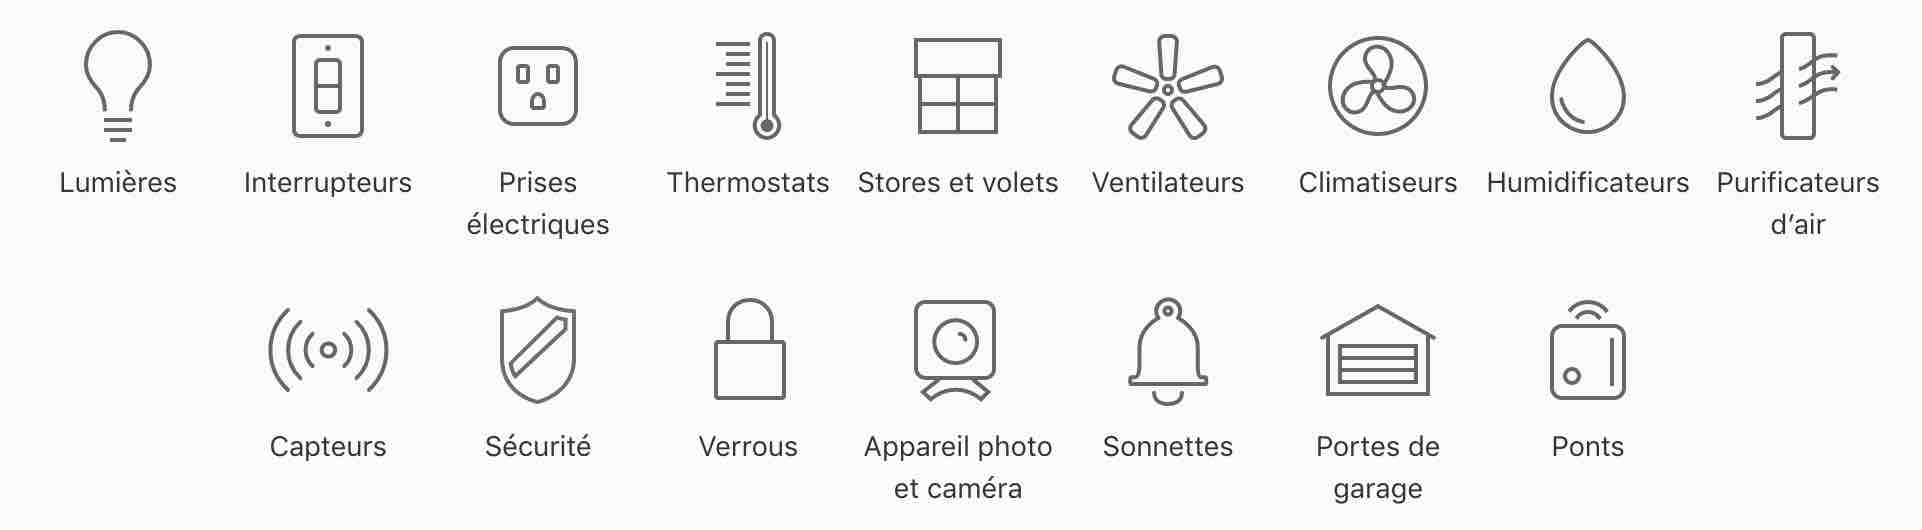 Lumières
Interrupteurs
Prises
électriques
Thermostats
Stores et volets
Ventilateurs
Climatiseurs
Humidificateurs
Purificateurs
d’air
Capteurs
Sécurité
Verrous
Appareil photo
et caméra
Sonnettes
Portes de
garage
Ponts